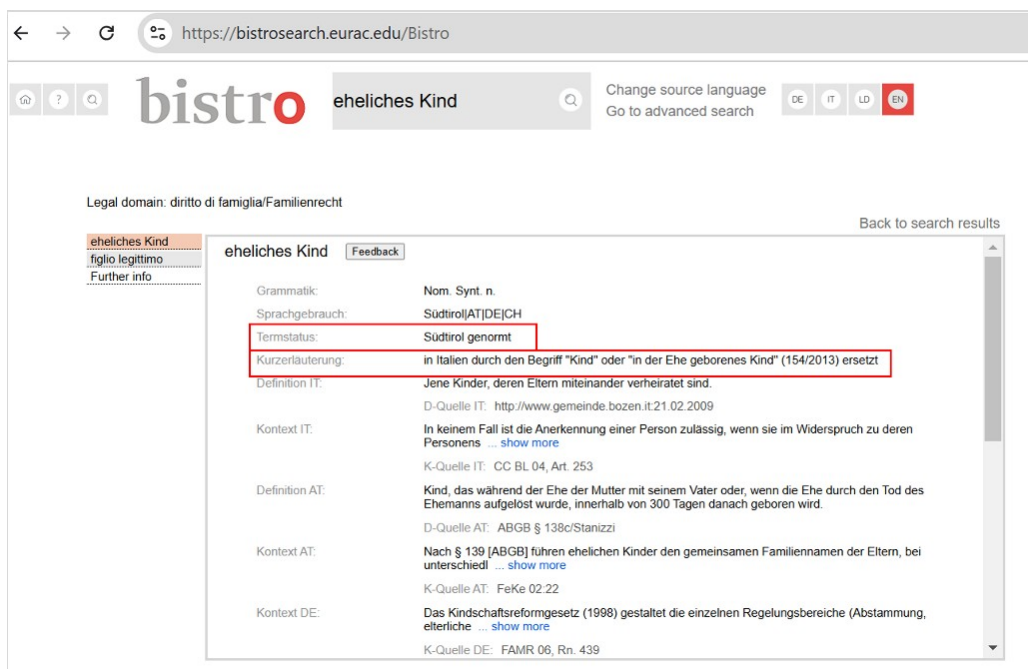 https://bistrosearch.eurac.edu/Bistro
bistro
eheliches Kind
Change source language
Go to advanced search
DE IT LD EN
?
Legal domain: diritto di famiglia/Familienrecht
Back to search results
eheliches Kind
figlio legittimo
Further info
eheliches Kind Feedback
Grammatik: Nom. Synt. n.
Sprachgebrauch: Südtirol|AT|DE|CH
Termstatus: Südtirol genormt
Kurzerläuterung: in Italien durch den Begriff "Kind" oder "in der Ehe geborenes Kind" (154/2013) ersetzt
Definition IT: Jene Kinder, deren Eltern miteinander verheiratet sind.
D-Quelle IT: http://www.gemeinde.bozen.it:21.02.2009
Kontext IT: In keinem Fall ist die Anerkennung einer Person zulässig, wenn sie im Widerspruch zu deren
Personens ... show more
K-Quelle IT: CC BL 04, Art. 253
Definition AT: Kind, das während der Ehe der Mutter mit seinem Vater oder, wenn die Ehe durch den Tod des
Ehemanns aufgelöst wurde, innerhalb von 300 Tagen danach geboren wird.
D-Quelle AT: ABGB § 138c/Stanizzi
Kontext AT: Nach § 139 [ABGB] führen ehelichen Kinder den gemeinsamen Familiennamen der Eltern, bei
unterschiedl ... show more
K-Quelle AT: FeKe 02:22
Kontext DE: Das Kindschaftsreformgesetz (1998) gestaltet die einzelnen Regelungsbereiche (Abstammung,
elterliche ... show more
K-Quelle DE: FAMR 06, Rn. 439